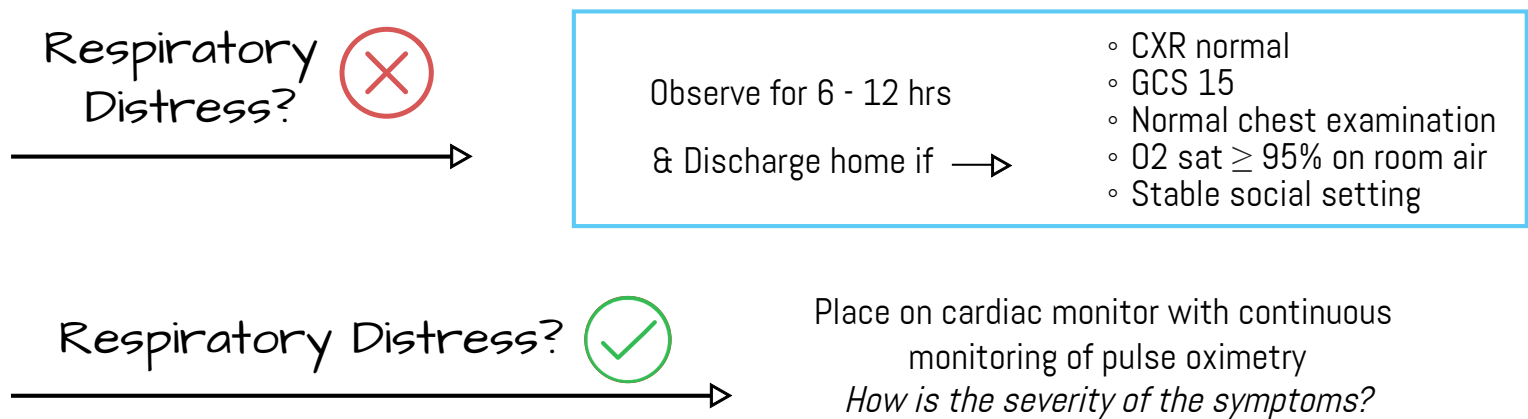 Respiratory
Distress?
Observe for 6 - 12 hrs
& Discharge home if
◦ CXR normal
◦ GCS 15
◦ Normal chest examination
◦ O2 sat ≥ 95% on room air
◦ Stable social setting
Respiratory Distress?
Place on cardiac monitor with continuous
monitoring of pulse oximetry
How is the severity of the symptoms?